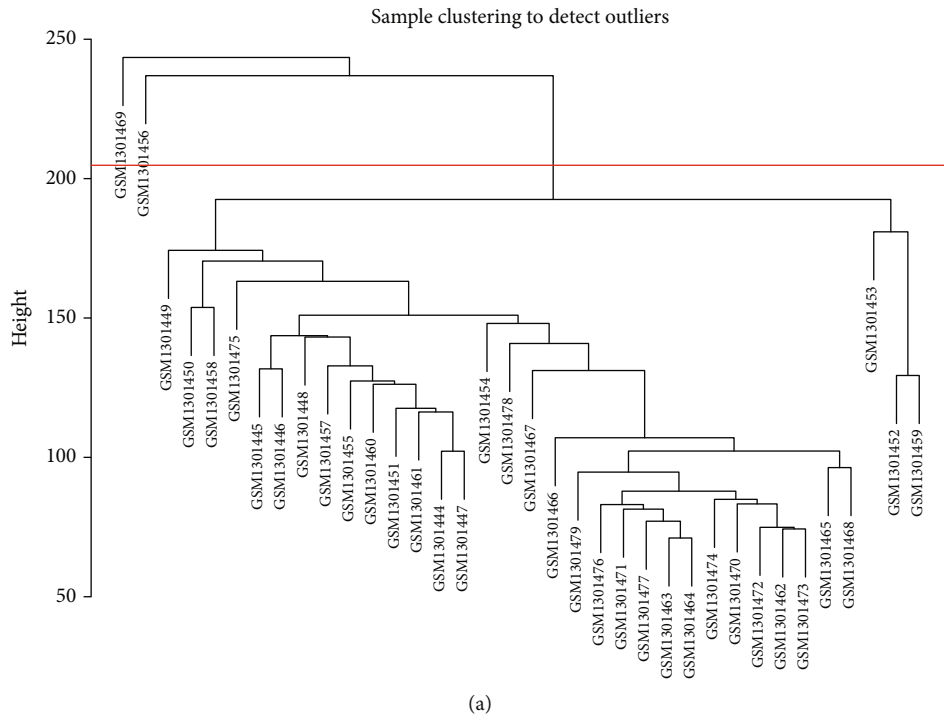 Sample clustering to detect outliers
Height
250
200
150
100
50
GSM1301469
GSM1301456
GSM1301449
GSM1301450
GSM1301458
GSM1301475
GSM1301445
GSM1301446
GSM1301448
GSM1301457
GSM1301455
GSM1301460
GSM1301451
GSM1301461
GSM1301444
GSM1301447
GSM1301454
GSM1301478
GSM1301467
GSM1301466
GSM1301479
GSM1301476
GSM1301471
GSM1301477
GSM1301463
GSM1301464
GSM1301474
GSM1301470
GSM1301472
GSM1301462
GSM1301473
GSM1301465
GSM1301468
GSM1301453
GSM1301452
GSM1301459
(a)